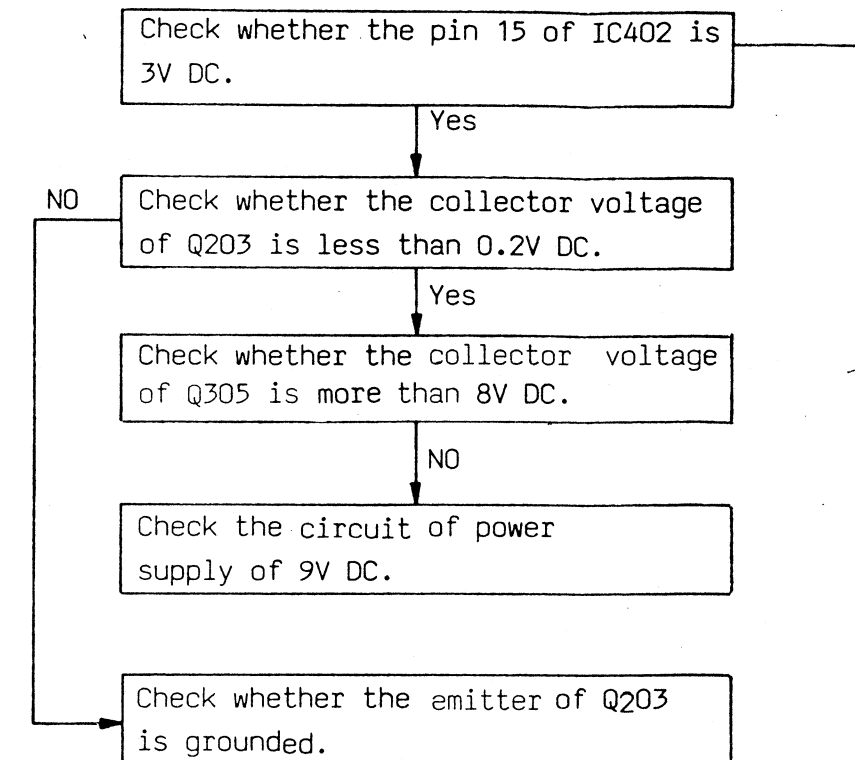 Check whether the pin 15 of IC402 is
3V DC.
Yes
NO
Check whether the collector voltage
of Q203 is less than 0.2V DC.
Yes
Check whether the collector voltage
of Q305 is more than 8V DC.
NO
Check the circuit of power
supply of 9V DC.
Check whether the emitter of Q203
is grounded.